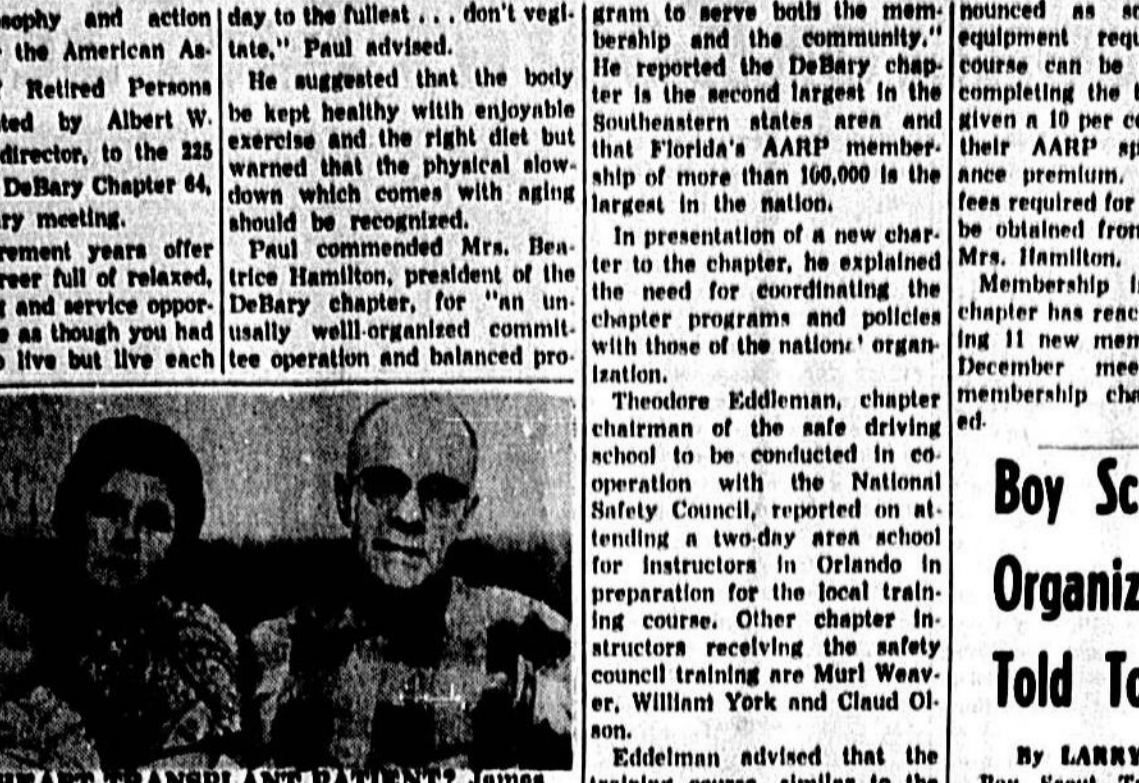 sophy and action
the American As-
Retired Persons
ted by Albert W.
director, to the 225
DeBary Chapter 64,
ry meeting.
rement years offer
reer full of relaxed,
and service oppor-
as though you had
live but live each
day to the fullest . . . don't vegi-
tate," Paul advised.
He suggested that the body
be kept healthy witih enjoyable
exercise and the right diet but
warned that the physical slow-
down which comes with aging
should be recognized.
Paul commended Mrs. Bea-
trice Hamilton, president of the
DeBary chapter, for "an un-
usally welll-organized commit-
tee operation and balanced pro-
HEART TRANSPLANT PATIENT? James
gram to serve both the mem-
bership and the community."
He reported the DeBary chap-
ter is the second largest in the
Southeastern states area and
that Florida's AARP member-
ship of more than 100,000 is the
largest in the nation.
In presentation of a new char-
ter to the chapter, he explained
the need for coordinating the
chapter programs and policies
with those of the nation' organ-
ization.
Theodore Eddleman, chapter
chairman of the safe driving
school to be conducted in co-
operation with the National
Safety Council, reported on at-
tending a two-day area school
for instructors in Orlando in
preparation for the local train-
ing course. Other chapter in-
structors receiving the safety
council training are Murl Weav-
er, William York and Claud Ol-
son.
Eddelman advised that the
training course, similar to the
nounced as
equipment requ
course can be
completing the
given a 10 per c
their AARP sp
ance premium.
fees required for
be obtained from
Mrs. Hamilton.
Membership i
chapter has reac
ing 11 new mem
December mee
membership cha
ed.
Boy Sc
Organiz
Told To
By LARRY